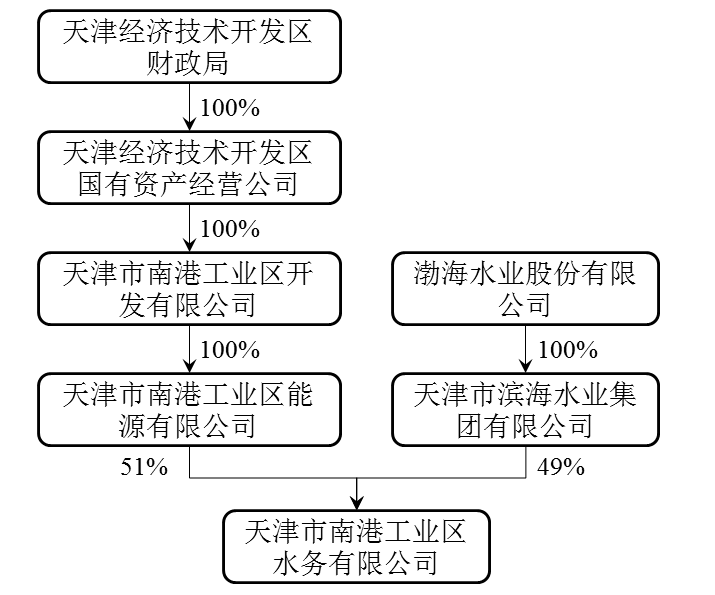 天津经济技术开发区
财政局
100%
天津经济技术开发区
国有资产经营公司
100%
天津市南港工业区开
发有限公司
渤海水业股份有限
公司
100%
100%
天津市南港工业区能
源有限公司
天津市滨海水业集
团有限公司
51%
49%
天津市南港工业区
水务有限公司